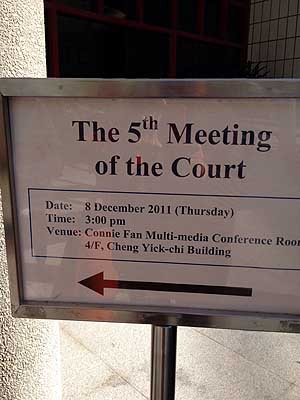 The 5th Meeting
of the Court
Date: 8 December 2011 (Thursday)
Time: 3:00 pm
Venue: Connie Fan Multi-media Conference Roo
4/F, Cheng Yick-chi Building